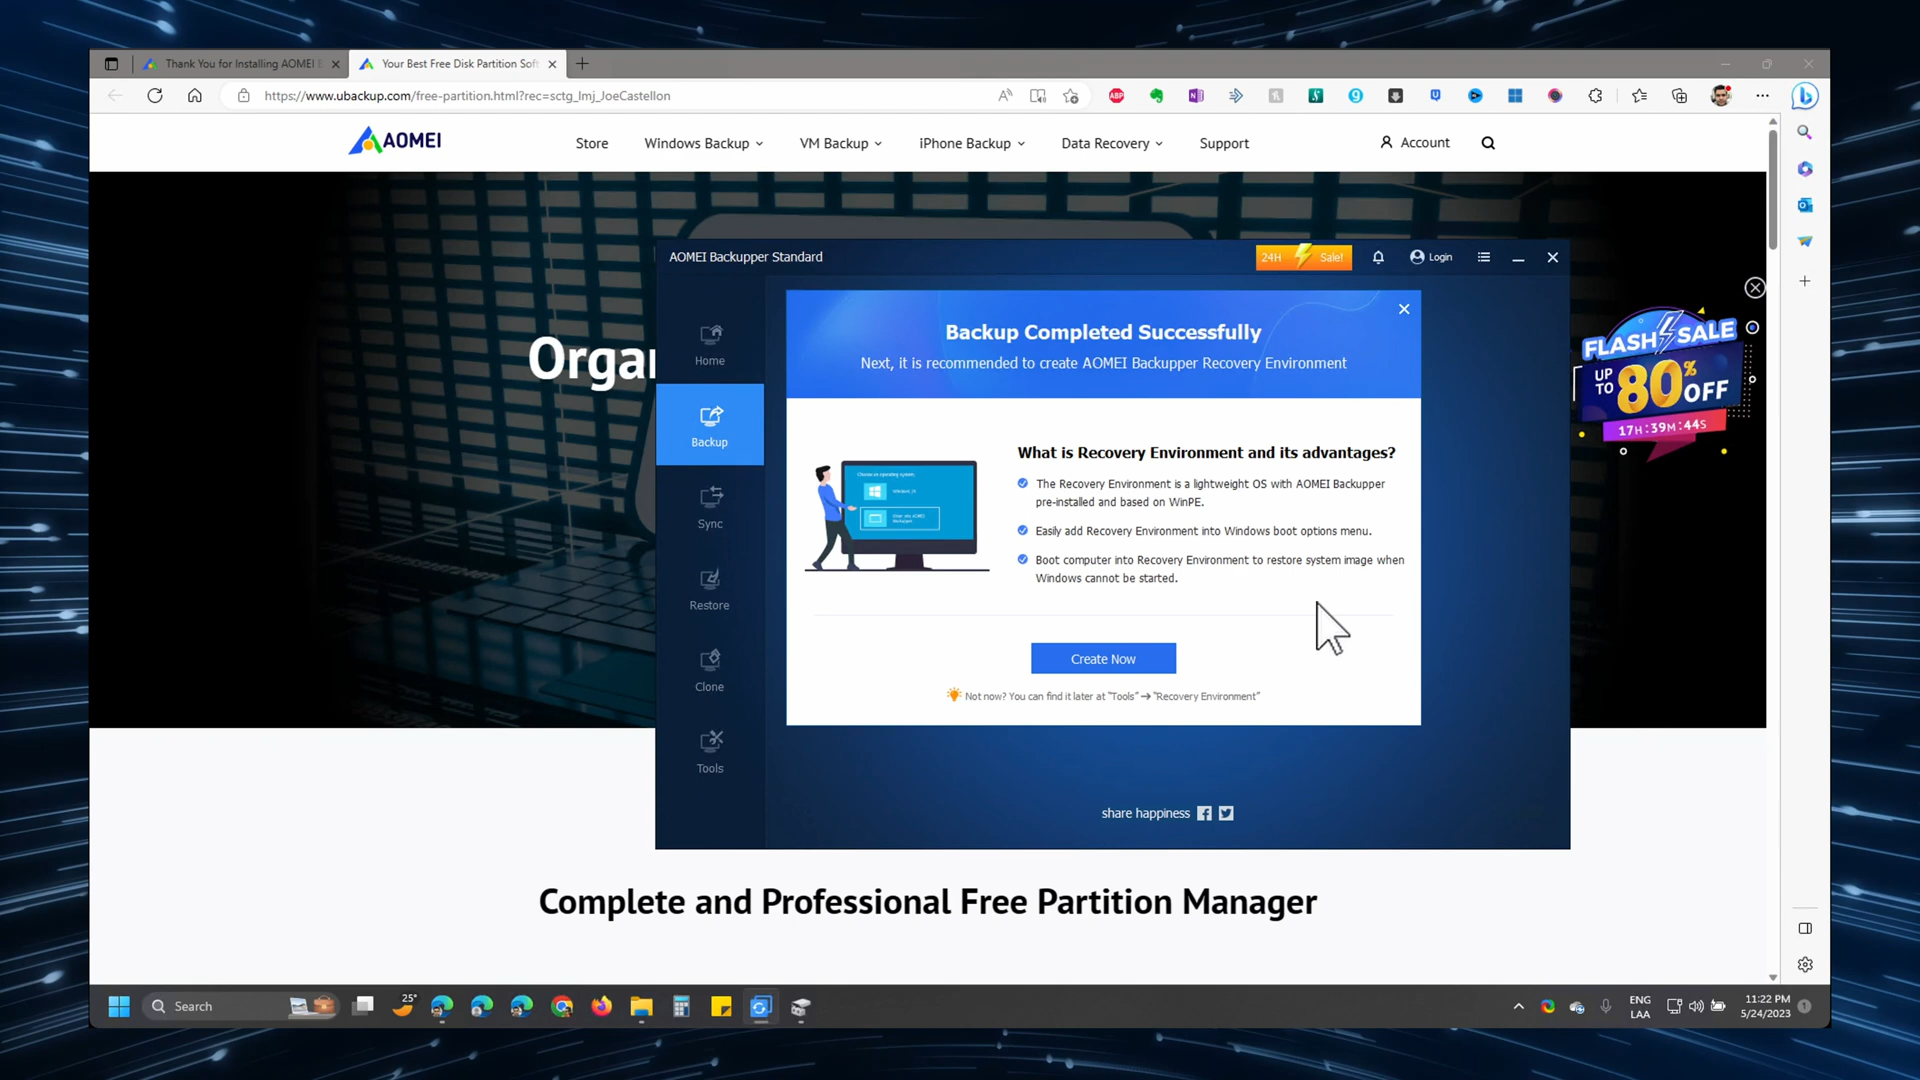 Thank You for Installing AOMEI B
Your Best Free Disk Partition Soft
https://www.ubackup.com/free-partition.html?rec=sctg_lmj_JoeCastellon
ABP
AOMEI
Store
Windows Backup
VM Backup
iPhone Backup
Data Recovery
Support
Account
Organ
AOMEI Backupper Standard
24H
Sale!
Login
Home
Backup
Sync
Restore
Clone
Tools
Backup Completed Successfully
Next, it is recommended to create AOMEI Backupper Recovery Environment
What is Recovery Environment and its advantages?
The Recovery Environment is a lightweight OS with AOMEI Backupper
pre-installed and based on WinPE.
Easily add Recovery Environment into Windows boot options menu.
Boot computer into Recovery Environment to restore system image when
Windows cannot be started.
Create Now
Not now? You can find it later at "Tools" → "Recovery Environment"
share happiness
FLASH SALE
UP TO 80% OFF
17H:39M:44S
Complete and Professional Free Partition Manager
Search
25°
ENG
LAA
11:22 PM
5/24/2023
1